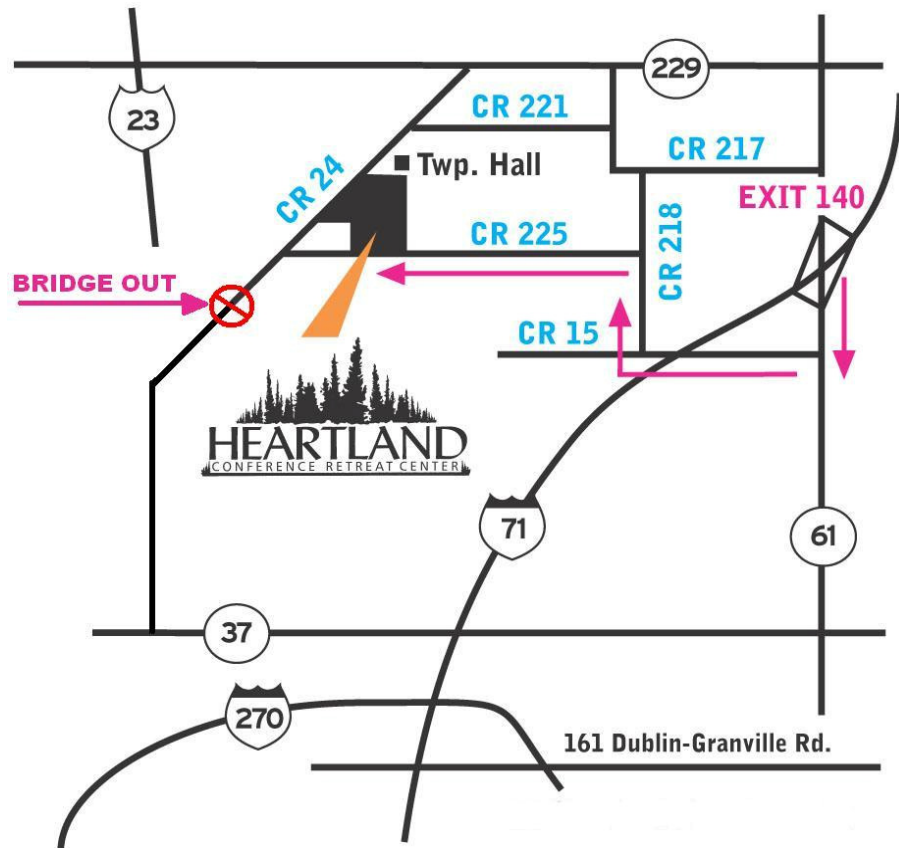 229
23
CR 221
CR 24
Twp. Hall
CR 217
EXIT 140
CR 225
CR 218
BRIDGE OUT
CR 15
HEARTLAND
CONFERENCE RETREAT CENTER
71
61
37
270
161 Dublin-Granville Rd.